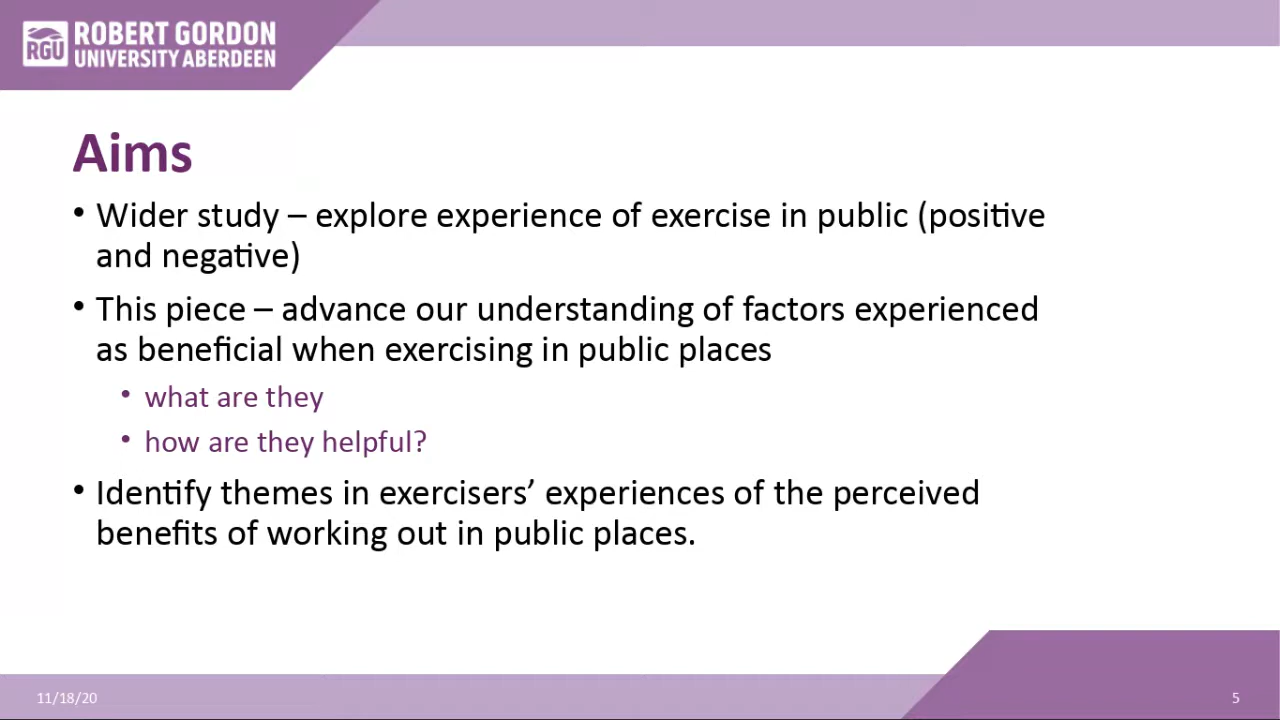 RGU
ROBERT GORDON
UNIVERSITY ABERDEEN
Aims
• Wider study – explore experience of exercise in public (positive
and negative)
• This piece – advance our understanding of factors experienced
as beneficial when exercising in public places
• what are they
• how are they helpful?
• Identify themes in exercisers’ experiences of the perceived
benefits of working out in public places.
11/18/20
5